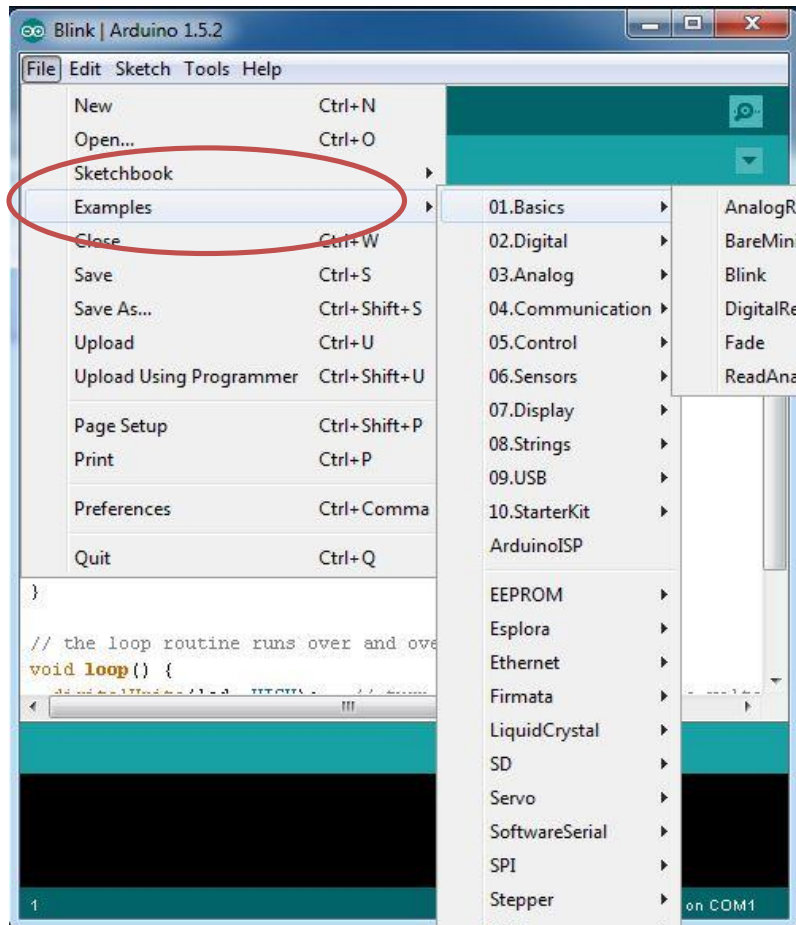 Blink | Arduino 1.5.2
File Edit Sketch Tools Help
New Ctrl+N
Open... Ctrl+O
Sketchbook
Examples
Close Ctrl+W
Save Ctrl+S
Save As... Ctrl+Shift+S
Upload Ctrl+U
Upload Using Programmer Ctrl+Shift+U
Page Setup Ctrl+Shift+P
Print Ctrl+P
Preferences Ctrl+Comma
Quit Ctrl+Q
01.Basics
02.Digital
03.Analog
04.Communication
05.Control
06.Sensors
07.Display
08.Strings
09.USB
10.StarterKit
ArduinoISP
EEPROM
Esplora
Ethernet
Firmata
LiquidCrystal
SD
Servo
SoftwareSerial
SPI
Stepper
AnalogR
BareMin
Blink
DigitalRe
Fade
ReadAna
}
// the loop routine runs over and ove
void loop() {
1
on COM1